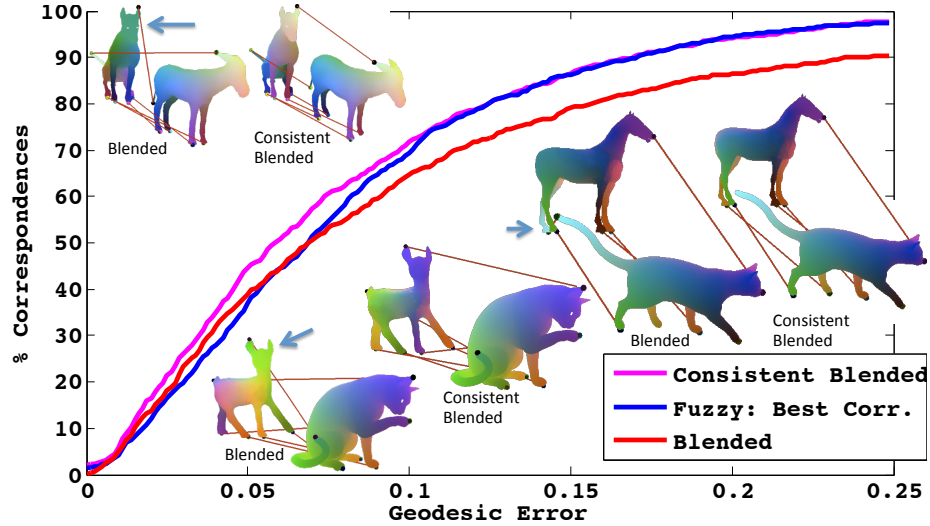 100
90
80
70
60
50
40
30
20
10
0
% Correspondences
Blended
Consistent
Blended
Blended
Consistent
Blended
Blended
Consistent
Blended
Consistent Blended
Fuzzy: Best Corr.
Blended
0
0.05
0.1
0.15
0.2
0.25
Geodesic Error